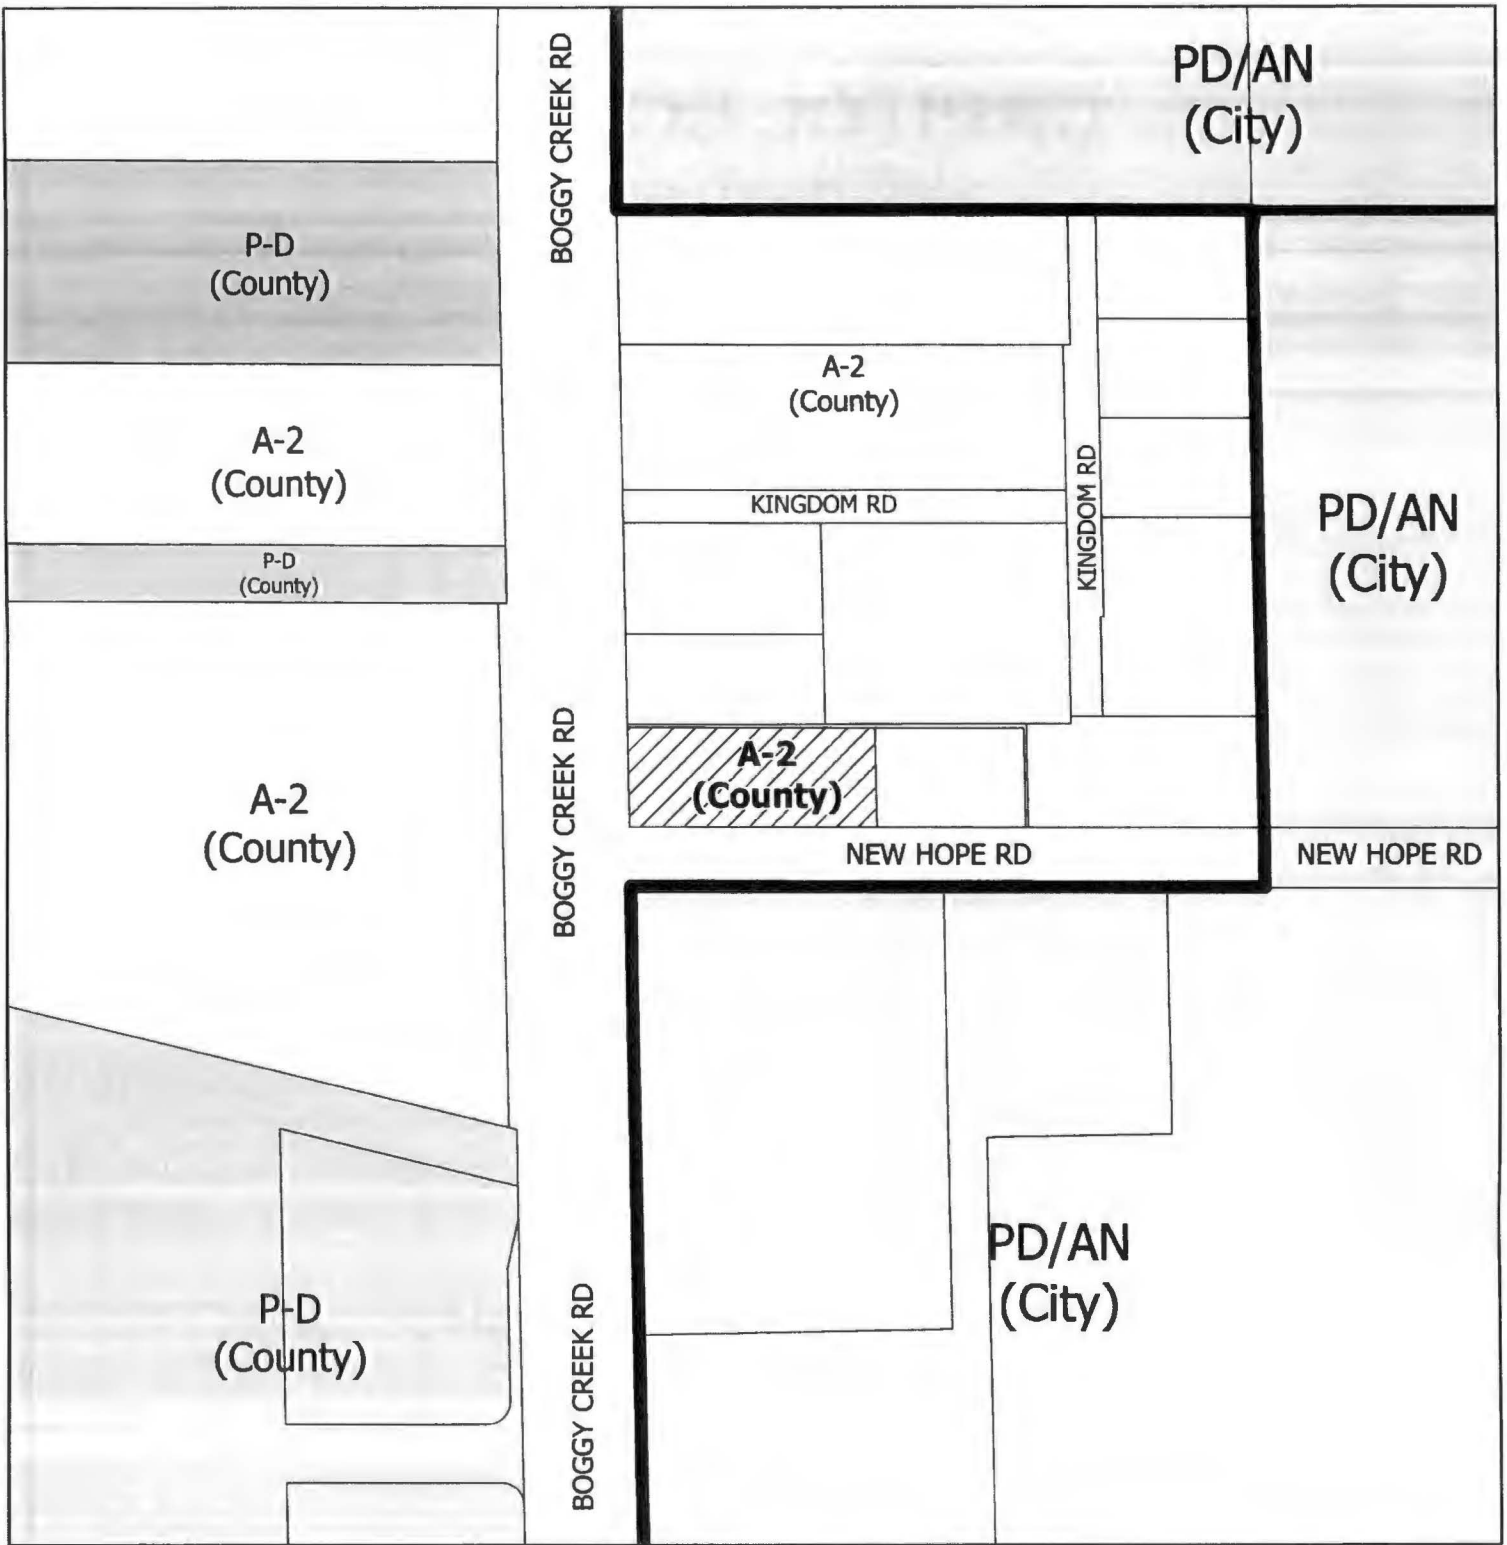 BOGGY CREEK RD
PD/AN
(City)
P-D
(County)
A-2
(County)
A-2
(County)
KINGDOM RD
KINGDOM RD
PD/AN
(City)
P-D
(County)
BOGGY CREEK RD
A-2
(County)
A-2
(County)
NEW HOPE RD
NEW HOPE RD
PD/AN
(City)
P-D
(County)
BOGGY CREEK RD